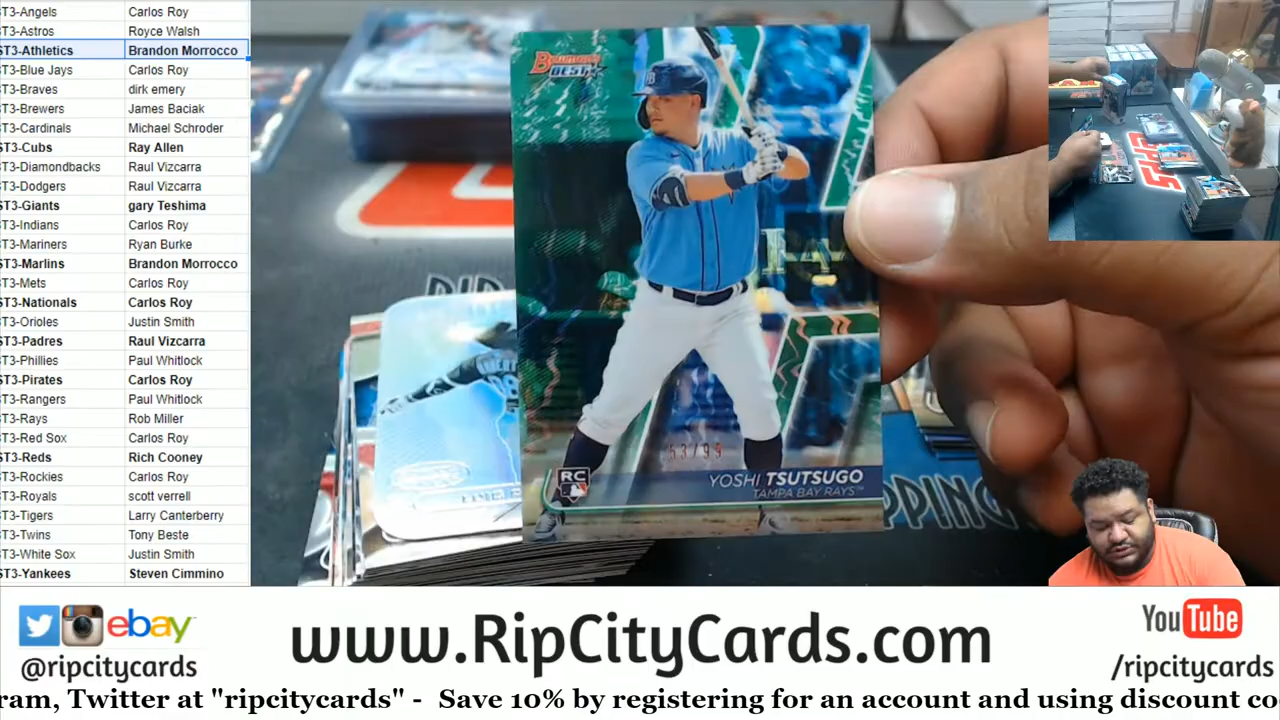 ST3-Angels Carlos Roy
ST3-Astros Royce Walsh
ST3-Athletics Brandon Morrocco
ST3-Blue Jays Carlos Roy
ST3-Braves dirk emery
ST3-Brewers James Baciak
ST3-Cardinals Michael Schroder
ST3-Cubs Ray Allen
ST3-Diamondbacks Raul Vizcarra
ST3-Dodgers Raul Vizcarra
ST3-Giants gary Teshima
ST3-Indians Carlos Roy
ST3-Mariners Ryan Burke
ST3-Marlins Brandon Morrocco
ST3-Mets Carlos Roy
ST3-Nationals Carlos Roy
ST3-Orioles Justin Smith
ST3-Padres Raul Vizcarra
ST3-Phillies Paul Whitlock
ST3-Pirates Carlos Roy
ST3-Rangers Paul Whitlock
ST3-Rays Rob Miller
ST3-Red Sox Carlos Roy
ST3-Reds Rich Cooney
ST3-Rockies Carlos Roy
ST3-Royals scott verrell
ST3-Tigers Larry Canterberry
ST3-Twins Tony Beste
ST3-White Sox Justin Smith
ST3-Yankees Steven Cimmino
Bowman's
BEST
53/99
RC
YOSHI TSUTSUGO
TAMPA BAY RAYS™
RIP
PPING
ebay™
@ripcitycards
www.RipCityCards.com
YouTube
/ripcitycards
ram, Twitter at "ripcitycards" - Save 10% by registering for an account and using discount co